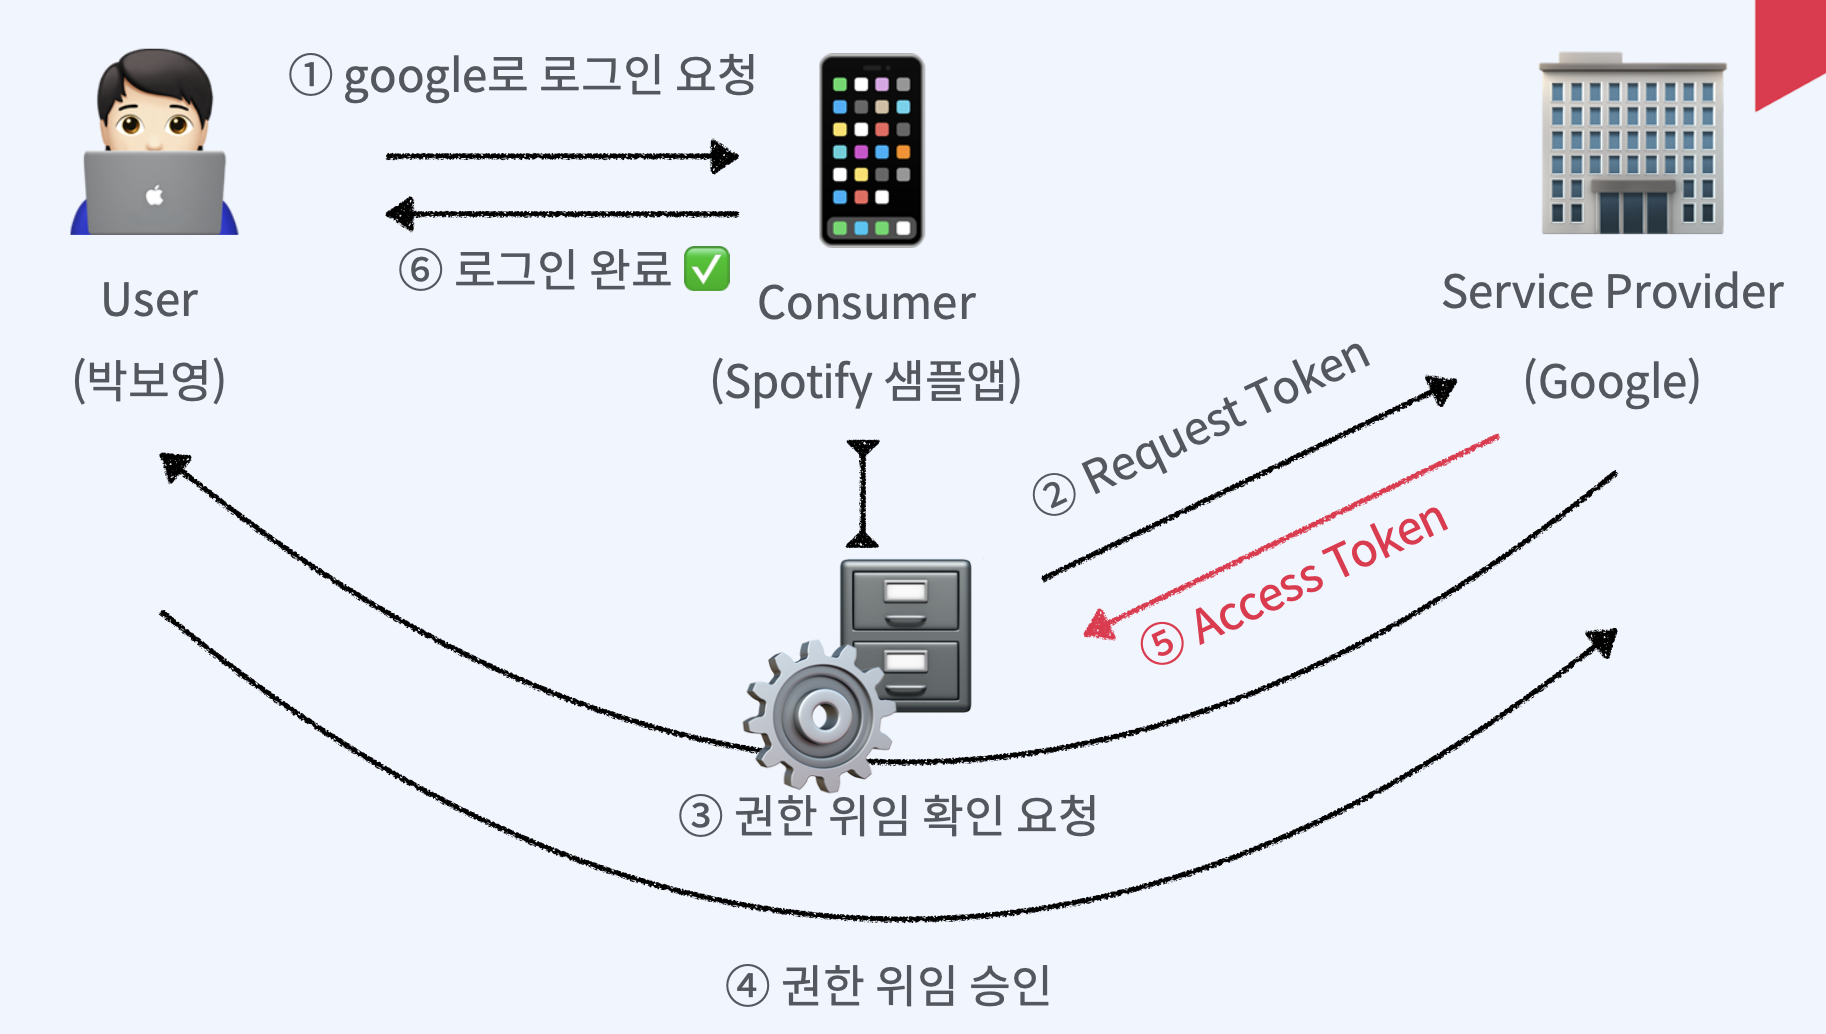 ① google로 로그인 요청
⑥ 로그인 완료 ✅
User
(박보영)
Consumer
(Spotify 샘플앱)
Service Provider
(Google)
② Request Token
⑤ Access Token
③ 권한 위임 확인 요청
④ 권한 위임 승인